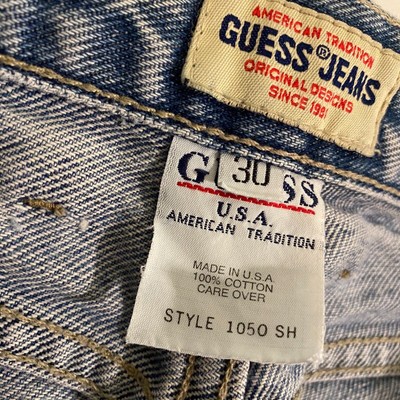 AMERICAN TRADITION
GUESS® JEANS
ORIGINAL DESIGNS
SINCE 1981
G 30 SS
U.S.A.
AMERICAN TRADITION
MADE IN U.S.A
100% COTTON
CARE OVER
STYLE 1050 SH